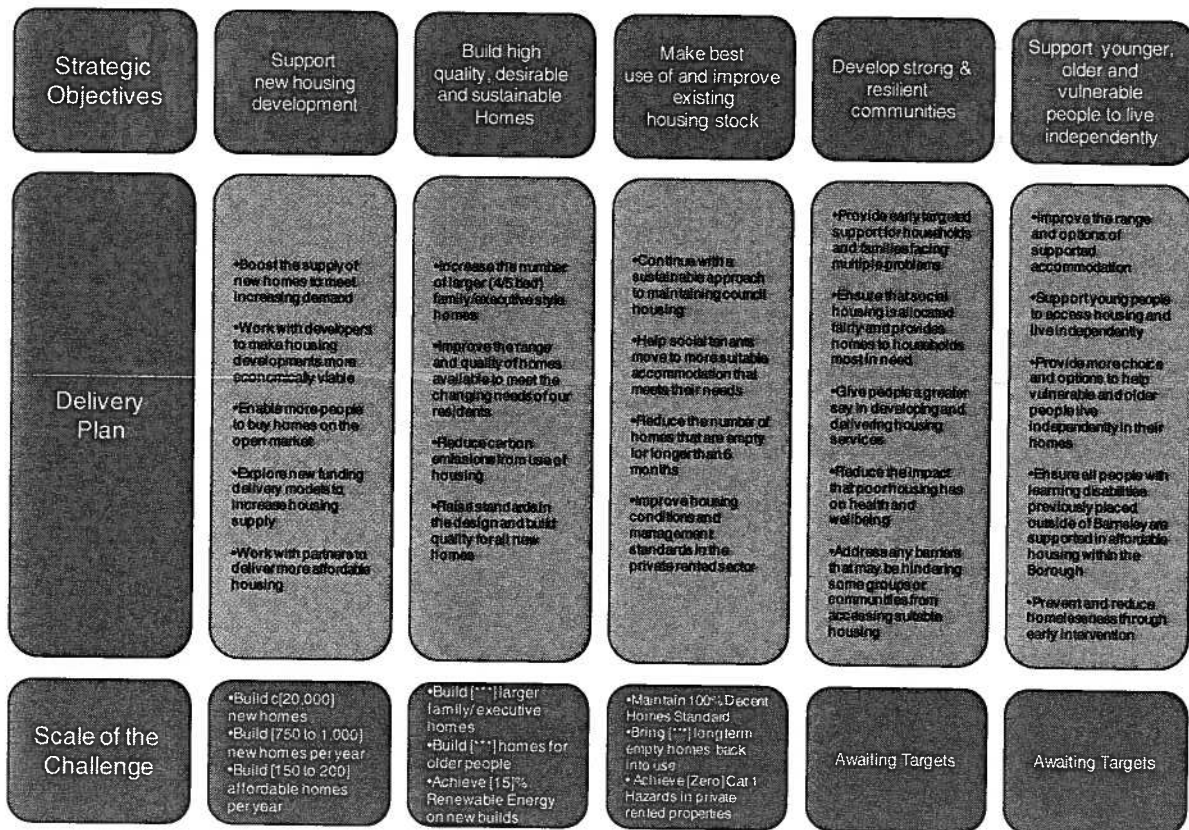 Strategic
Objectives
Support
new housing
development
Build high
quality, desirable
and sustainable
Homes
Make best
use of and improve
existing
housing stock
Develop strong &
resilient
communities
Support younger,
older and
vulnerable
people to live
independently
Delivery
Plan
•Boost the supply of
new homes to meet
increasing demand
•Work with developers
to make housing
developments more
economically viable
•Enable more people
to buy homes on the
open market
•Explore new funding
delivery models to
increase housing
supply
•Work with partners to
deliver more affordable
housing
•Increase the number
of larger (4/5 bed)
family/executive style
homes
•Improve the range
and quality of homes
available to meet the
changing needs of our
residents
•Reduce carbon
emissions from use of
housing
•Raise standards in
the design and build
quality for all new
homes
•Continue with a
sustainable approach
to maintaining council
housing
•Help social tenants
move to more suitable
accommodation that
meets their needs
•Reduce the number of
homes that are empty
for longer than 6
months
•Improve housing
conditions and
management
standards in the
private rented sector
•Provide early targeted
support for households
and families facing
multiple problems
•Ensure that social
housing is allocated
fairly and provides
homes to households
most in need
•Give people a greater
say in developing and
delivering housing
services
•Reduce the impact
that poor housing has
on health and
wellbeing
•Address any barriers
that may be hindering
some groups or
communities from
accessing suitable
housing
•Improve the range
and options of
supported
accommodation
•Support young people
to access housing and
live independently
•Provide more choice
and options to help
vulnerable and older
people live
independently in their
homes
•Ensure all people with
learning disabilities
previously placed
outside of Barnsley are
supported in affordable
housing within the
Borough
•Prevent and reduce
homelessness through
early intervention
Scale of the
Challenge
•Build c[20,000]
new homes
•Build [750 to 1,000]
new homes per year
•Build [150 to 200]
affordable homes
per year
•Build [***] larger
family/ executive
homes
•Build [***] homes for
older people
•Achieve [15]%
Renewable Energy
on new builds
•Maintain 100% Decent
Homes Standard
•Bring [***] long term
empty homes back
into use
• Achieve [Zero] Cat 1
Hazards in private
rented properties
Awaiting Targets
Awaiting Targets